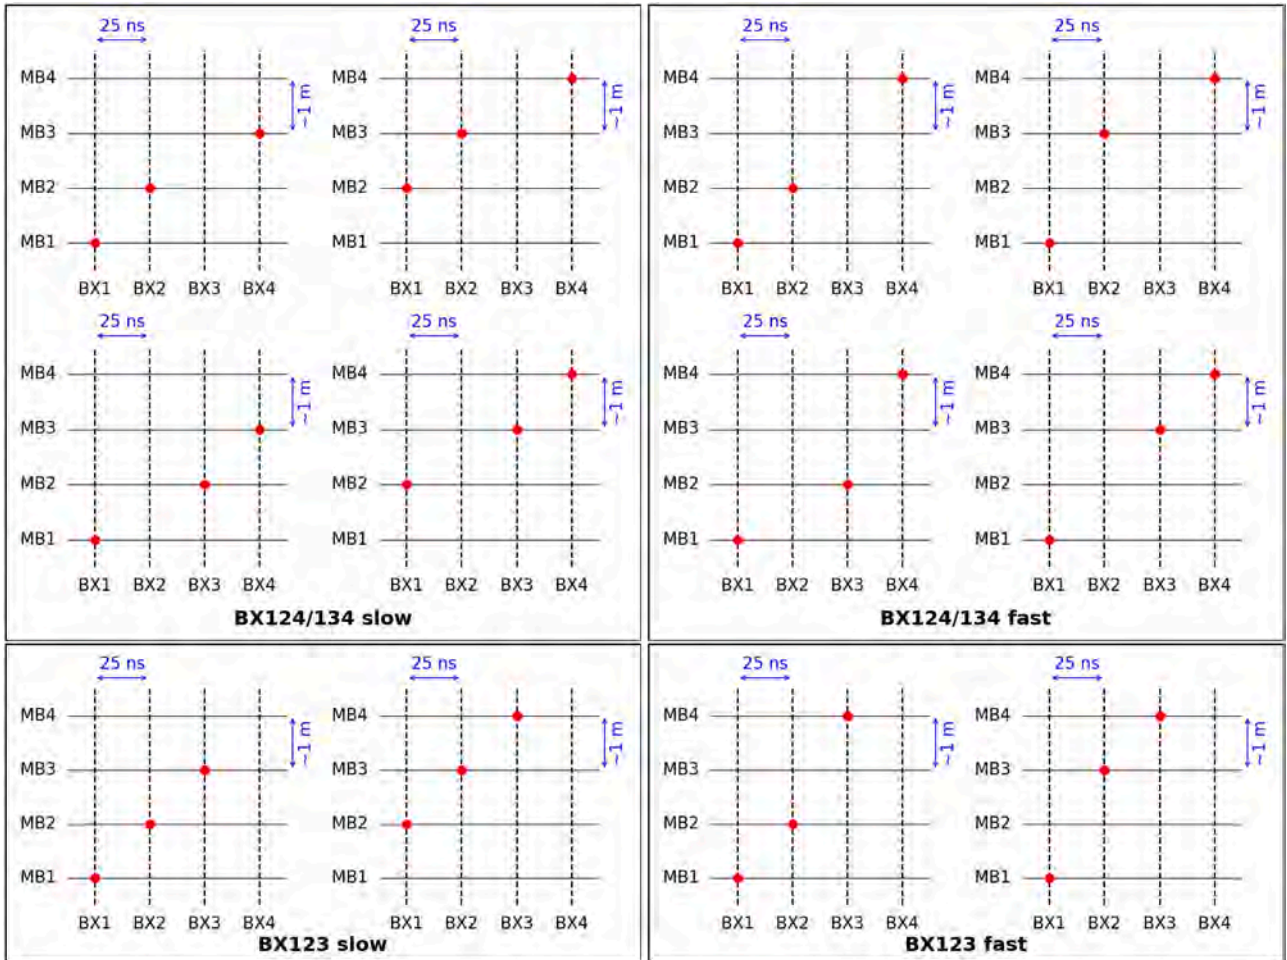 25 ns 25 ns 25 ns 25 ns
MB4 MB4 MB4 MB4
~1 m ~1 m ~1 m ~1 m
MB3 MB3 MB3 MB3
MB2 MB2 MB2 MB2
MB1 MB1 MB1 MB1
BX1 BX2 BX3 BX4 BX1 BX2 BX3 BX4 BX1 BX2 BX3 BX4 BX1 BX2 BX3 BX4
25 ns 25 ns 25 ns 25 ns
MB4 MB4 MB4 MB4
~1 m ~1 m ~1 m ~1 m
MB3 MB3 MB3 MB3
MB2 MB2 MB2 MB2
MB1 MB1 MB1 MB1
BX1 BX2 BX3 BX4 BX1 BX2 BX3 BX4 BX1 BX2 BX3 BX4 BX1 BX2 BX3 BX4
BX124/134 slow BX124/134 fast
25 ns 25 ns 25 ns 25 ns
MB4 MB4 MB4 MB4
~1 m ~1 m ~1 m ~1 m
MB3 MB3 MB3 MB3
MB2 MB2 MB2 MB2
MB1 MB1 MB1 MB1
BX1 BX2 BX3 BX4 BX1 BX2 BX3 BX4 BX1 BX2 BX3 BX4 BX1 BX2 BX3 BX4
BX123 slow BX123 fast